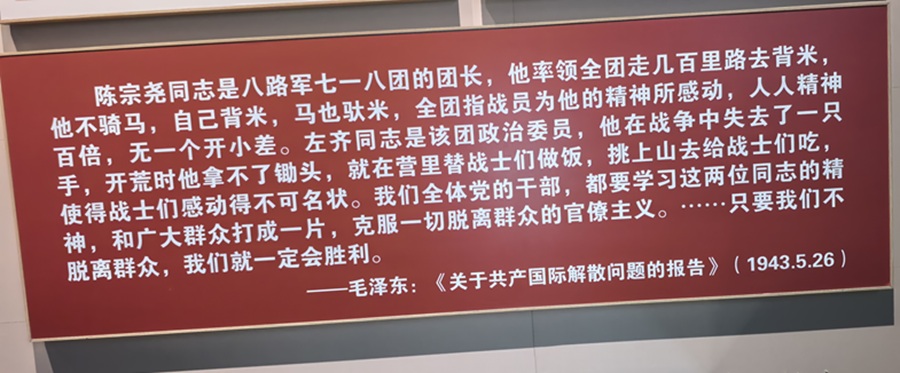 陈宗尧同志是八路军七一八团的团长，他率领全团走几百里路去背米，
他不骑马，自己背米，马也驮米，全团指战员为他的精神所感动，人人精神
百倍，无一个开小差。左齐同志是该团政治委员，他在战争中失去了一只
手，开荒时他拿不了锄头，就在营里替战士们做饭，挑上山去给战士们吃，
使得战士们感动得不可名状。我们全体党的干部，都要学习这两位同志的精
神，和广大群众打成一片，克服一切脱离群众的官僚主义。……只要我们不
脱离群众，我们就一定会胜利。
——毛泽东：《关于共产国际解散问题的报告》（1943.5.26）